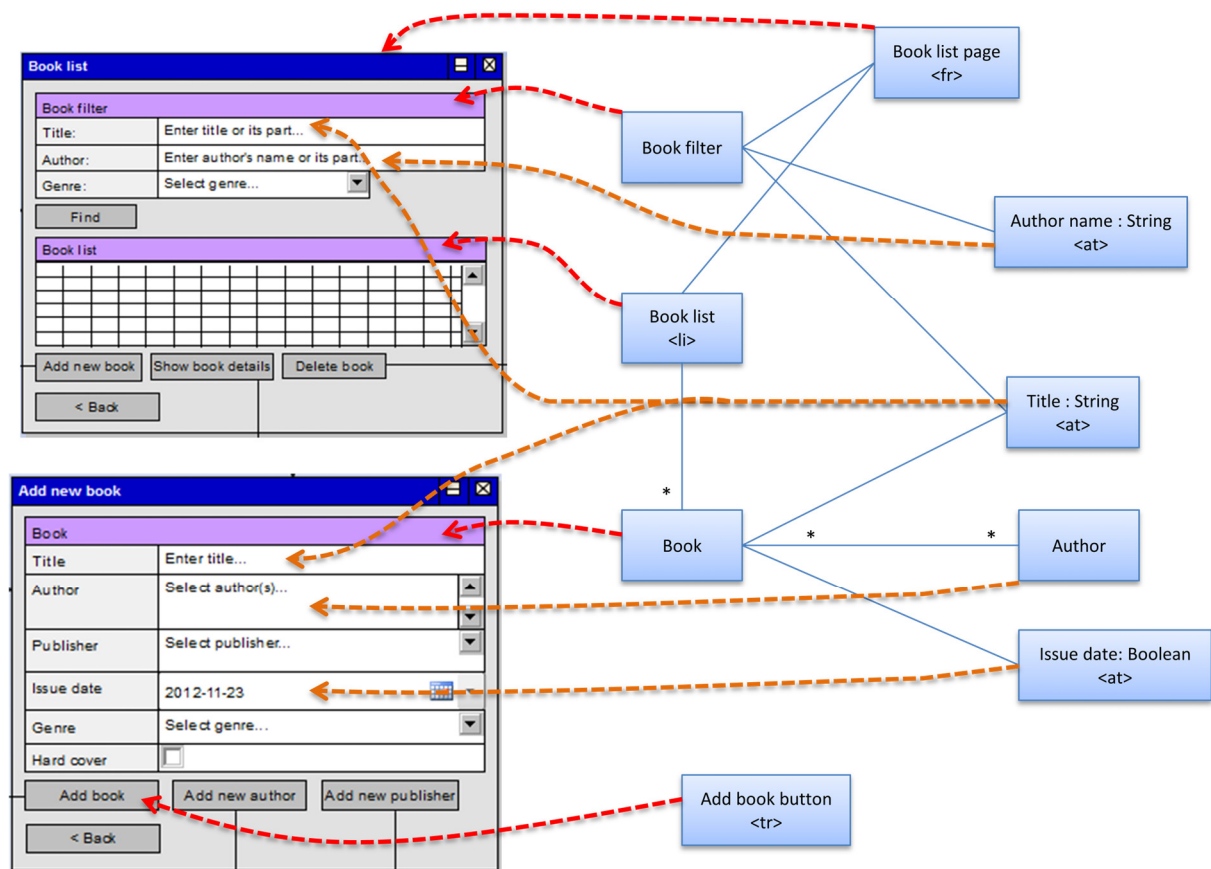 Book list
Book filter
Title:
Enter title or its part...
Author:
Enter author's name or its part..
Genre:
Select genre...
Find
Book list
Add new book
Show book details
Delete book
< Back
Add new book
Book
Title
Enter title...
Author
Select author(s)...
Publisher
Select publisher...
Issue date
2012-11-23
Genre
Select genre...
Hard cover
Add book
Add new author
Add new publisher
< Back
Book list page
<fr>
Book filter
Author name : String
<at>
Book list
<li>
Title : String
<at>
*
Book
*
*
Author
Issue date: Boolean
<at>
Add book button
<tr>